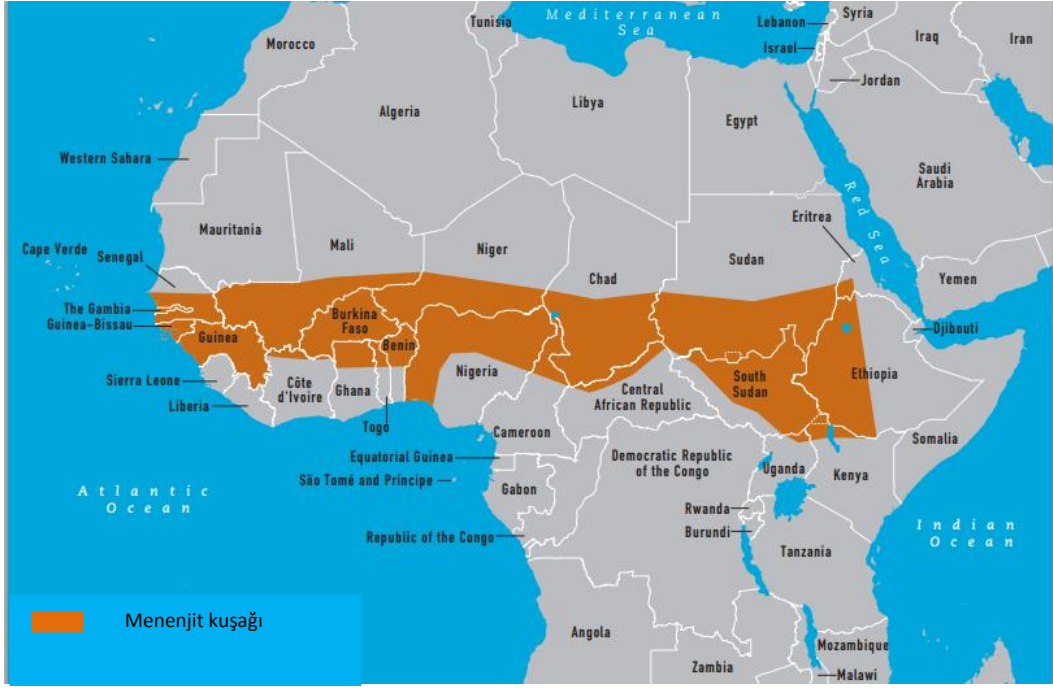 Mediterranean
Sea
Tunisia
Lebanon
Syria
Israel
Iraq
Iran
Morocco
Jordan
Algeria
Libya
Egypt
Western Sahara
Saudi
Arabia
Red Sea
Mauritania
Mali
Niger
Chad
Sudan
Eritrea
Yemen
Cape Verde
Senegal
The Gambia
Guinea-Bissau
Guinea
Burkina
Faso
Benin
Djibouti
Sierra Leone
Liberia
Côte
d'Ivoire
Ghana
Togo
Nigeria
Central
African Republic
South
Sudan
Ethiopia
Cameroon
Somalia
Equatorial Guinea
São Tomé and Príncipe
Gabon
Democratic Republic
of the Congo
Uganda
Kenya
Rwanda
Burundi
Republic of the Congo
Tanzania
Atlantic
Ocean
Indian
Ocean
Menenjit kuşağı
Angola
Zambia
Mozambique
Malawi